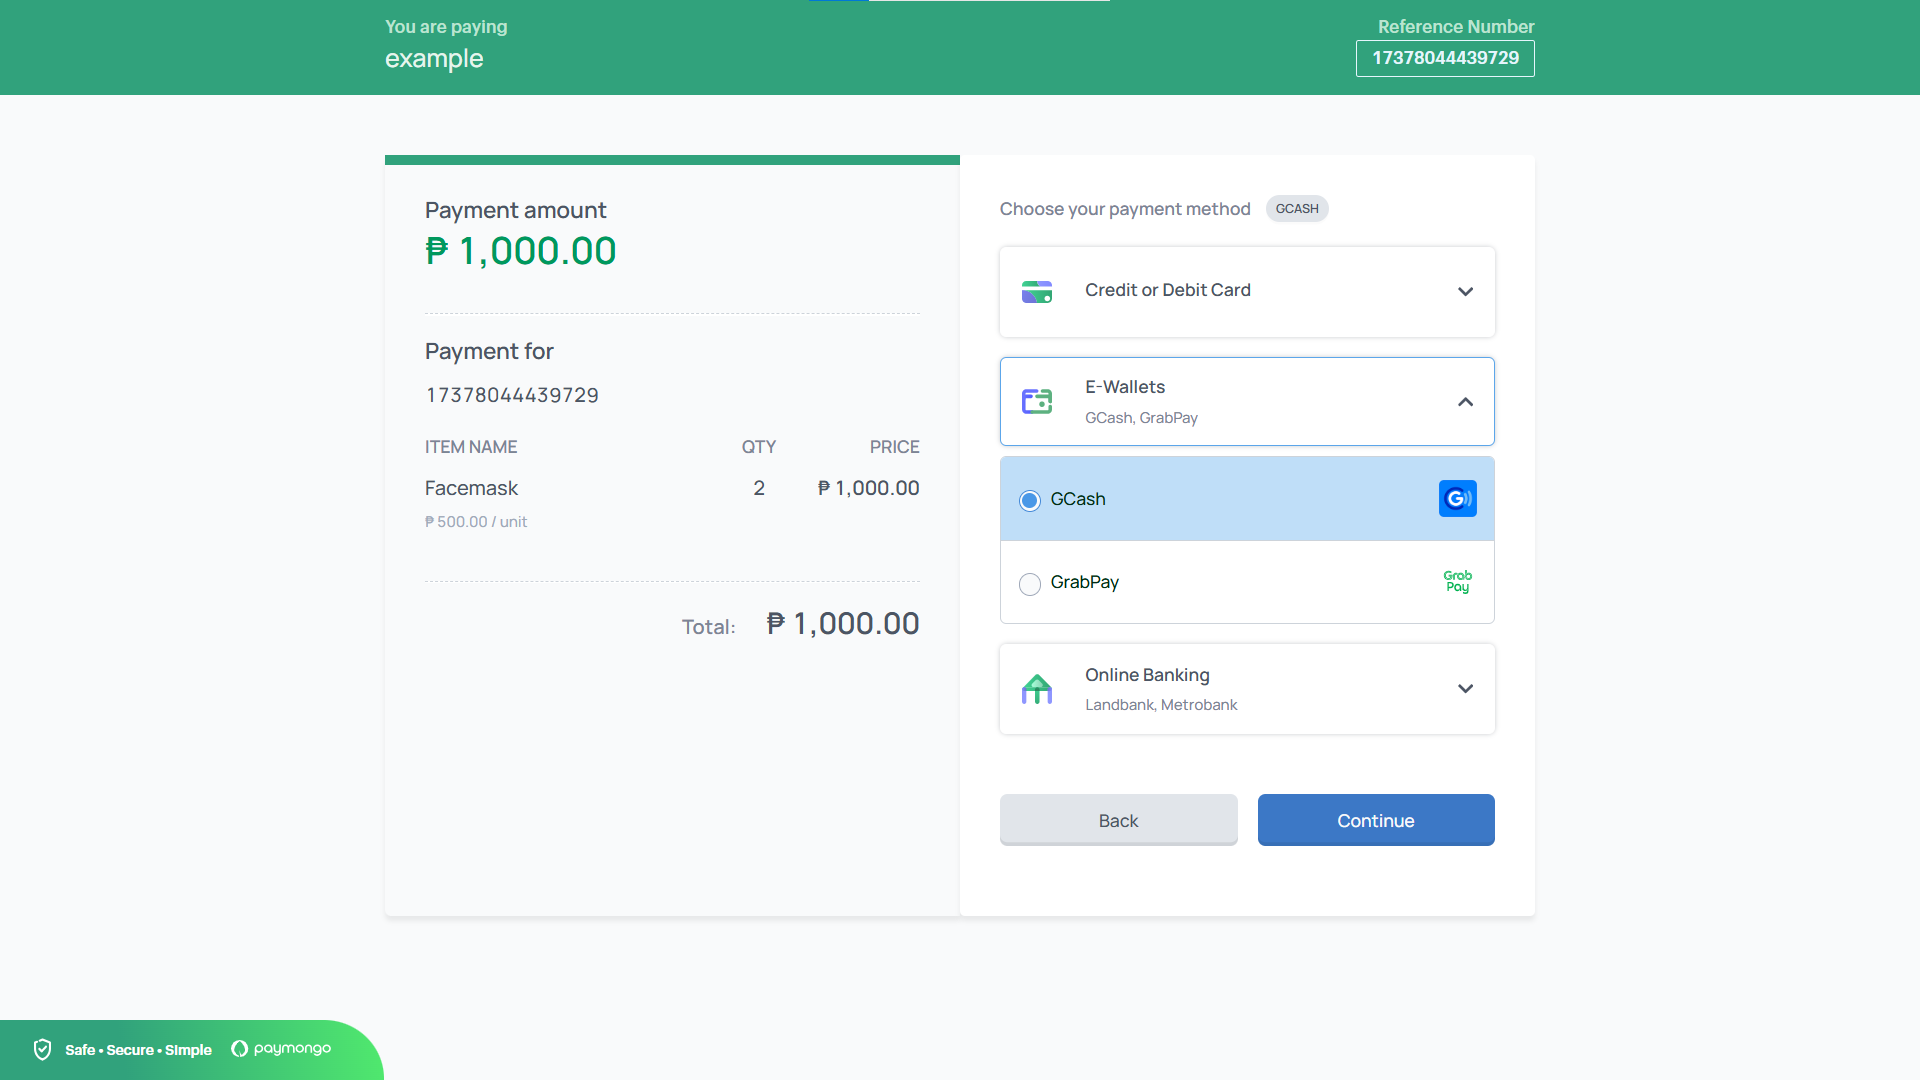 You are paying
example
Reference Number
17378044439729
Payment amount
₱ 1,000.00
Payment for
17378044439729
ITEM NAME QTY PRICE
Facemask 2 ₱ 1,000.00
₱ 500.00 / unit
Total: ₱ 1,000.00
Choose your payment method GCASH
Credit or Debit Card
E-Wallets
GCash, GrabPay
GCash
G
GrabPay
Grab
Pay
Online Banking
Landbank, Metrobank
Back Continue
Safe • Secure • Simple paymongo